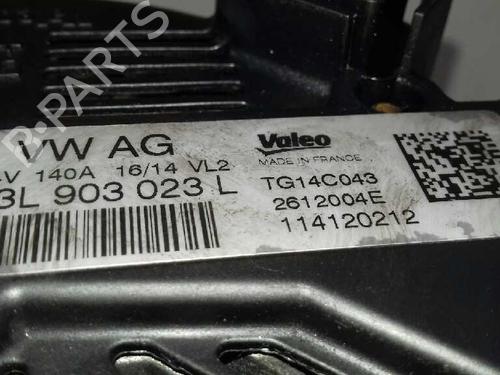 B-PARTS
VW AG
V 140A 16/14 VL2
3L 903 023 L
Valeo
MADE IN FRANCE
TG14C043
2612004E
114120212